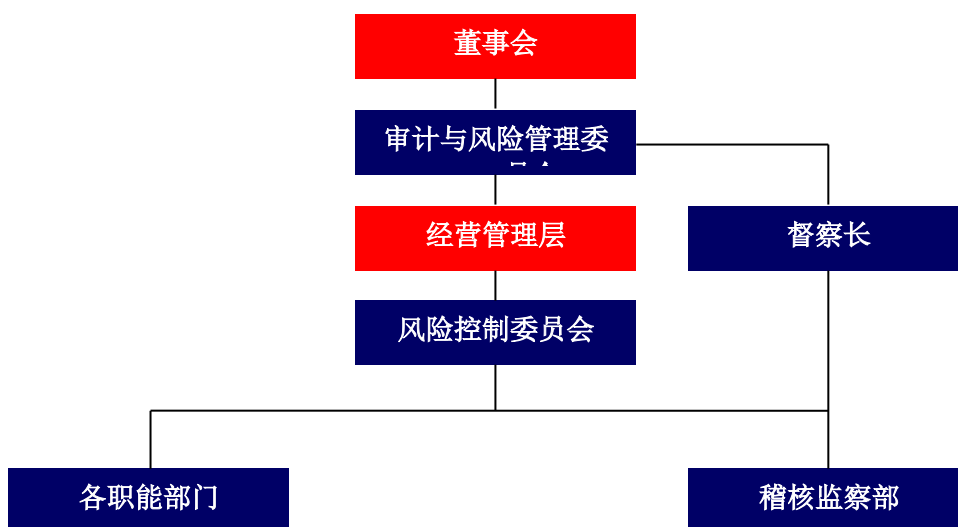 董事会
审计与风险管理委
经营管理层
督察长
风险控制委员会
各职能部门
稽核监察部